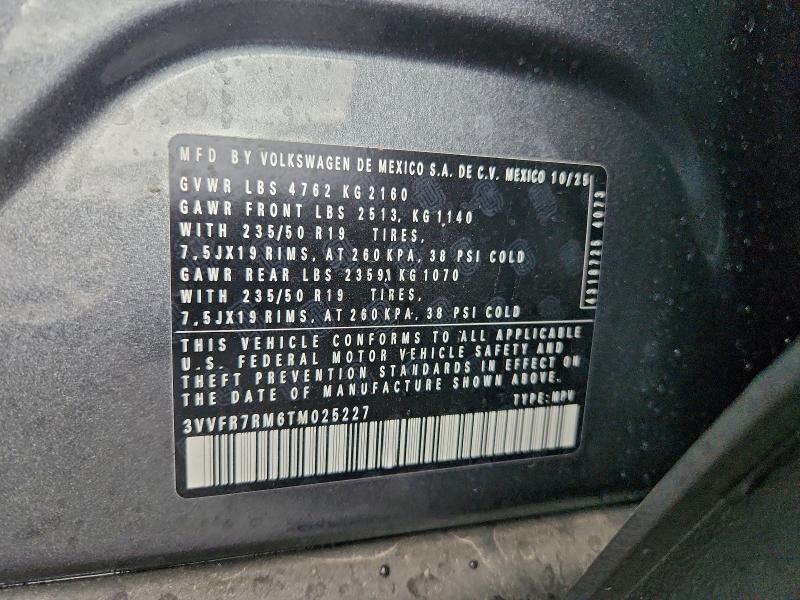 MFD BY VOLKSWAGEN DE MEXICO S.A. DE C.V. MEXICO 10/25
GVWR LBS 4762 KG 2160
GAWR FRONT LBS 2513, KG 1140
WITH 235/50 R19 TIRES,
7,5JX19 RIMS, AT 260 KPA, 38 PSI COLD
GAWR REAR LBS 2359, KG 1070
WITH 235/50 R19 TIRES,
7,5JX19 RIMS, AT 260 KPA, 38 PSI COLD
THIS VEHICLE CONFORMS TO ALL APPLICABLE
U.S. FEDERAL MOTOR VEHICLE SAFETY AND
THEFT PREVENTION STANDARDS IN EFFECT ON
THE DATE OF MANUFACTURE SHOWN ABOVE.
TYPE: MPV
3VVFR7RM6TM025227